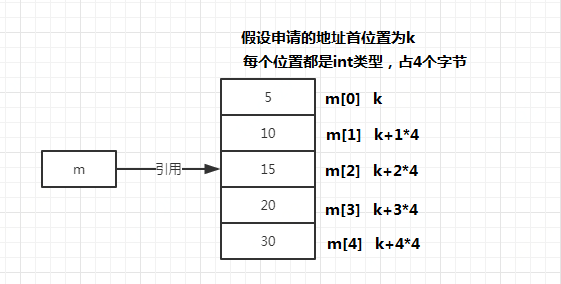 假设申请的地址首位置为k
每个位置都是int类型，占4个字节
5 m[0] k
10 m[1] k+1*4
m 引用 15 m[2] k+2*4
20 m[3] k+3*4
30 m[4] k+4*4